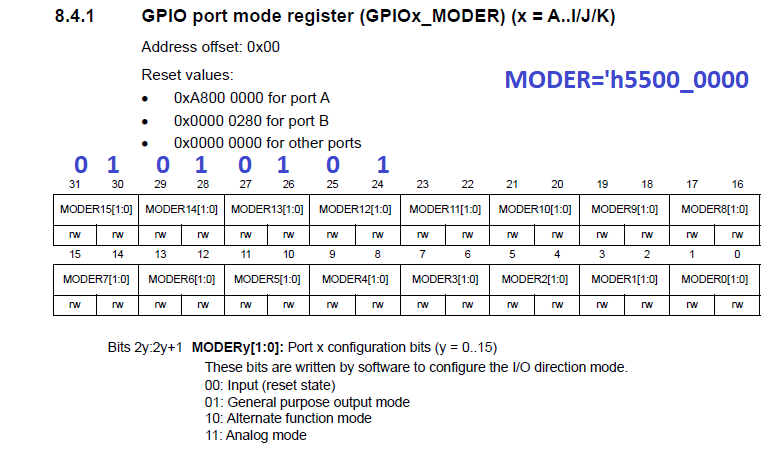 8.4.1 GPIO port mode register (GPIOx_MODER) (x = A..I/J/K)
Address offset: 0x00
Reset values:
MODER='h5500_0000
• 0xA800 0000 for port A
• 0x0000 0280 for port B
• 0x0000 0000 for other ports
0 1 0 1 0 1 0 1
31 30 29 28 27 26 25 24 23 22 21 20 19 18 17 16
MODER15[1:0] MODER14[1:0] MODER13[1:0] MODER12[1:0] MODER11[1:0] MODER10[1:0] MODER9[1:0] MODER8[1:0]
rw rw rw rw rw rw rw rw rw rw rw rw rw rw rw rw
15 14 13 12 11 10 9 8 7 6 5 4 3 2 1 0
MODER7[1:0] MODER6[1:0] MODER5[1:0] MODER4[1:0] MODER3[1:0] MODER2[1:0] MODER1[1:0] MODER0[1:0]
rw rw rw rw rw rw rw rw rw rw rw rw rw rw rw rw
Bits 2y:2y+1 MODERy[1:0]: Port x configuration bits (y = 0..15)
These bits are written by software to configure the I/O direction mode.
00: Input (reset state)
01: General purpose output mode
10: Alternate function mode
11: Analog mode